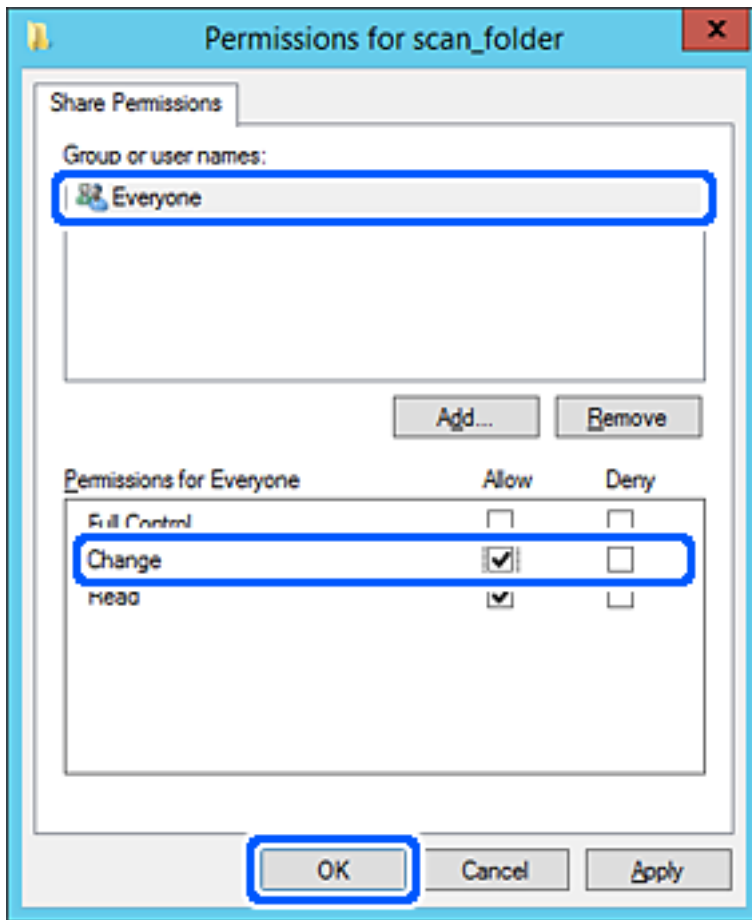 Permissions for scan_folder
x
Share Permissions
Group or user names:
Everyone
Add...
Remove
Permissions for Everyone Allow Deny
Full Control
Change
Read
OK Cancel Apply